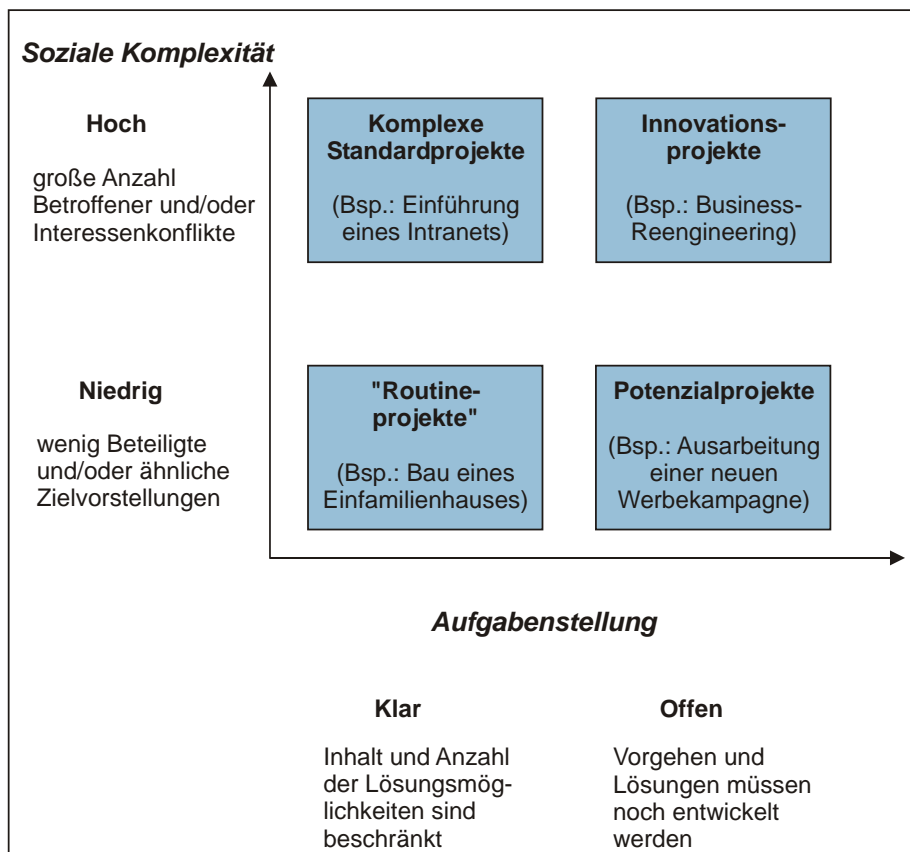 Soziale Komplexität
Hoch
große Anzahl
Betroffener und/oder
Interessenkonflikte
Komplexe
Standardprojekte
(Bsp.: Einführung
eines Intranets)
Innovations-
projekte
(Bsp.: Business-
Reengineering)
Niedrig
wenig Beteiligte
und/oder ähnliche
Zielvorstellungen
"Routine-
projekte"
(Bsp.: Bau eines
Einfamilienhauses)
Potenzialprojekte
(Bsp.: Ausarbeitung
einer neuen
Werbekampagne)
Aufgabenstellung
Klar
Inhalt und Anzahl
der Lösungsmög-
lichkeiten sind
beschränkt
Offen
Vorgehen und
Lösungen müssen
noch entwickelt
werden